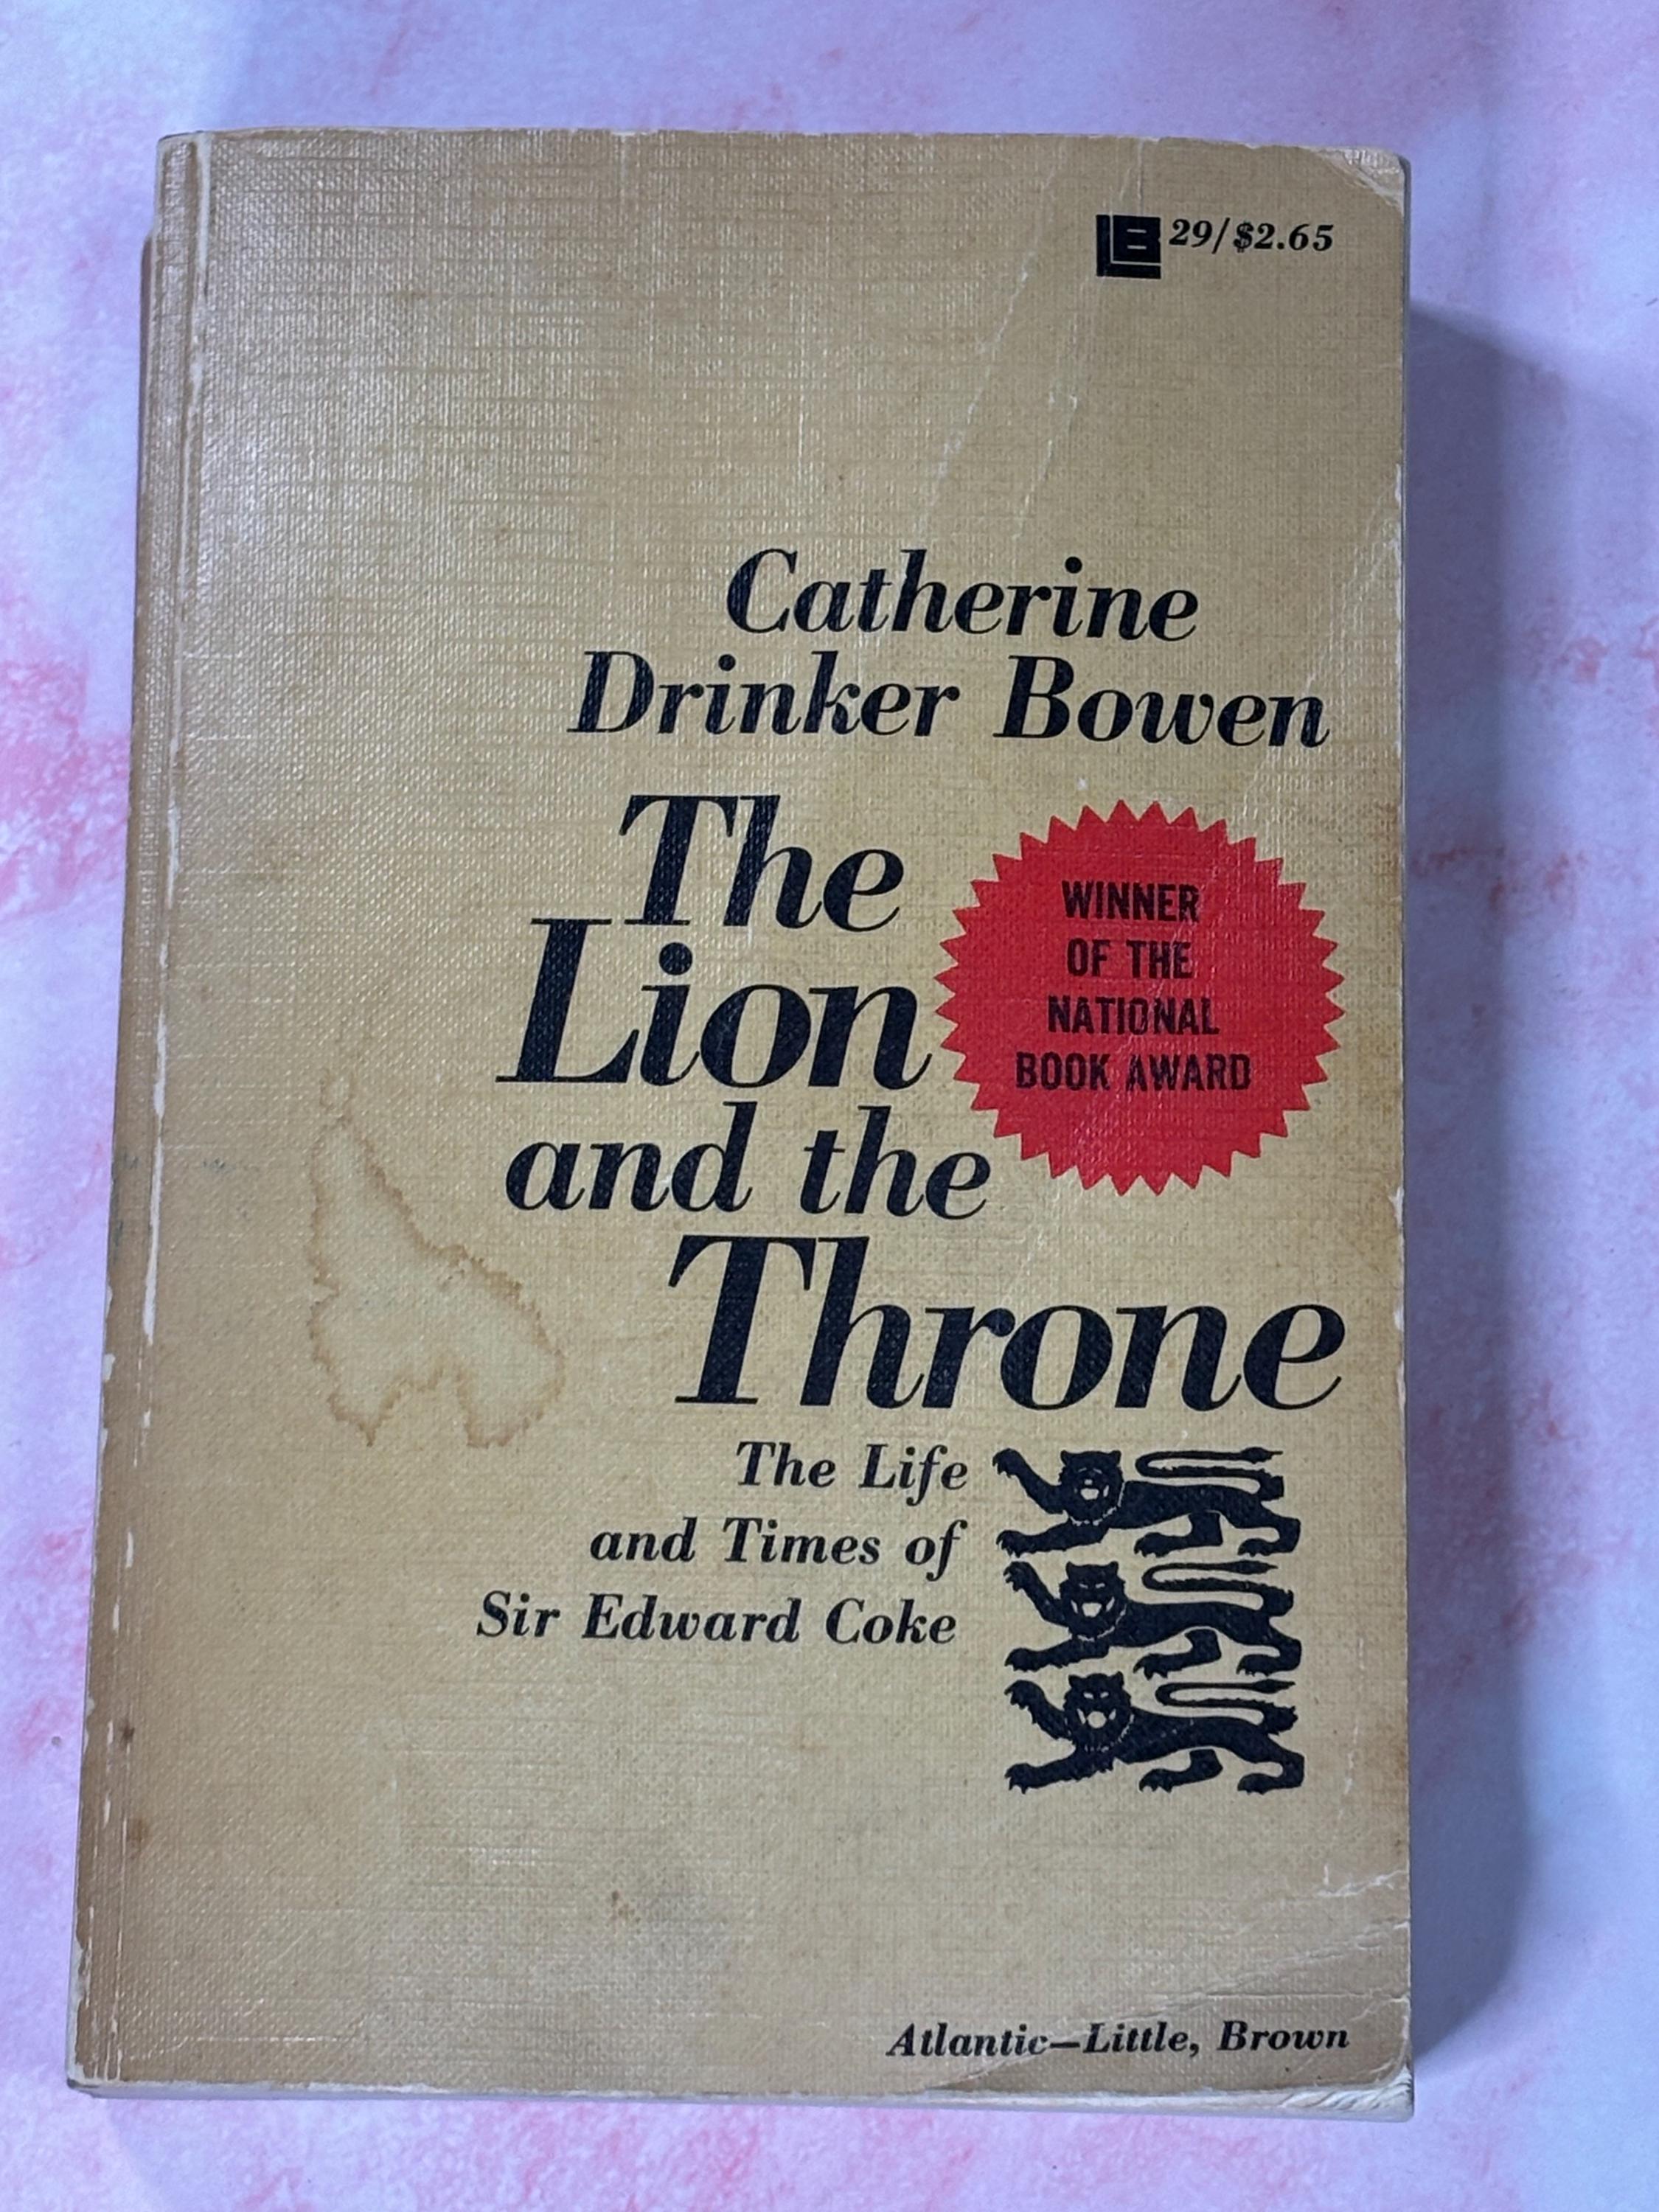 LB 29/$2.65
Catherine
Drinker Bowen
The
Lion
and the
Throne
WINNER
OF THE
NATIONAL
BOOK AWARD
The Life
and Times of
Sir Edward Coke
Atlantic—Little, Brown